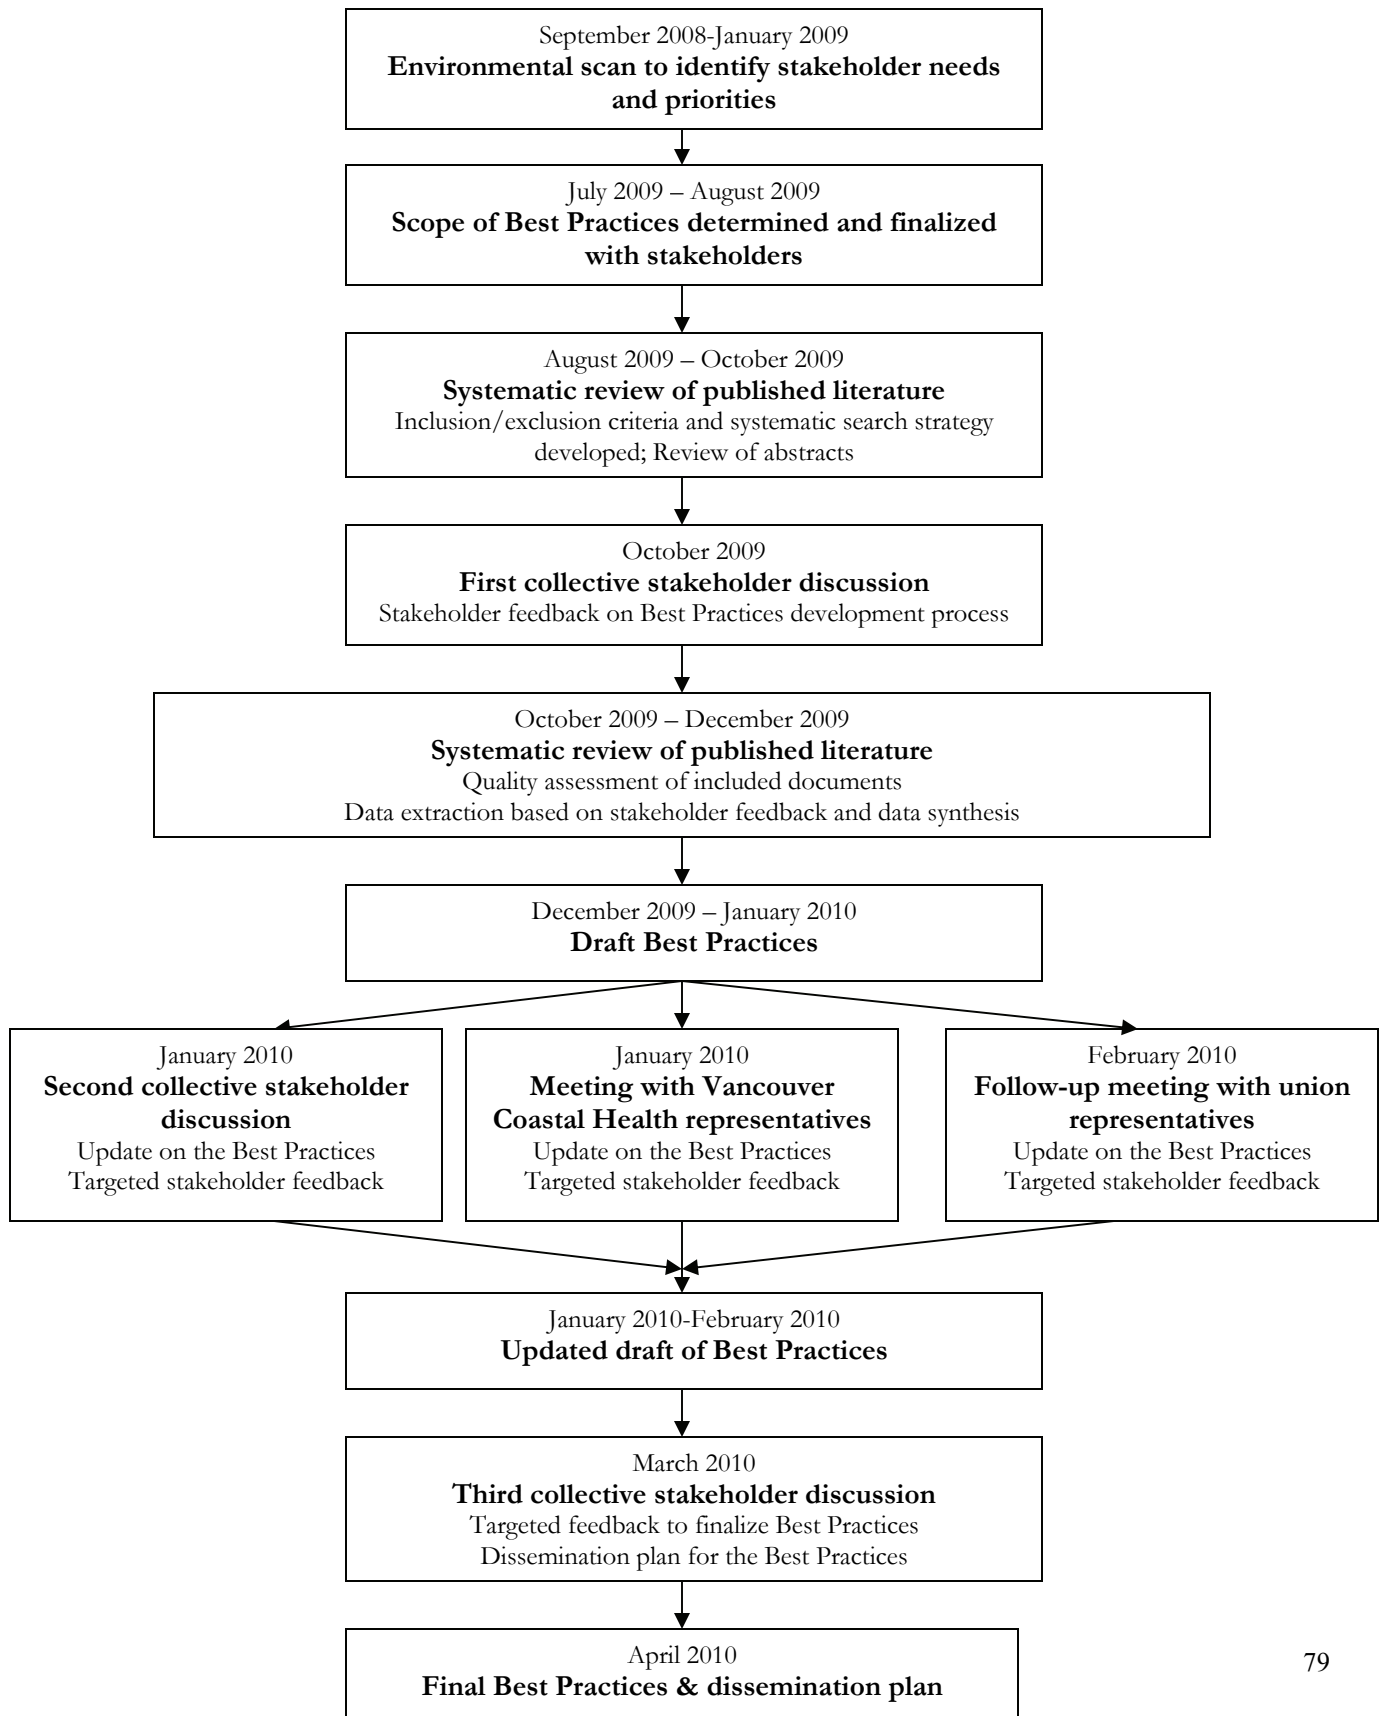 September 2008-January 2009
Environmental scan to identify stakeholder needs
and priorities
July 2009 – August 2009
Scope of Best Practices determined and finalized
with stakeholders
August 2009 – October 2009
Systematic review of published literature
Inclusion/exclusion criteria and systematic search strategy
developed; Review of abstracts
October 2009
First collective stakeholder discussion
Stakeholder feedback on Best Practices development process
October 2009 – December 2009
Systematic review of published literature
Quality assessment of included documents
Data extraction based on stakeholder feedback and data synthesis
December 2009 – January 2010
Draft Best Practices
January 2010
Second collective stakeholder
discussion
Update on the Best Practices
Targeted stakeholder feedback
January 2010
Meeting with Vancouver
Coastal Health representatives
Update on the Best Practices
Targeted stakeholder feedback
February 2010
Follow-up meeting with union
representatives
Update on the Best Practices
Targeted stakeholder feedback
January 2010-February 2010
Updated draft of Best Practices
March 2010
Third collective stakeholder discussion
Targeted feedback to finalize Best Practices
Dissemination plan for the Best Practices
April 2010
Final Best Practices & dissemination plan
79